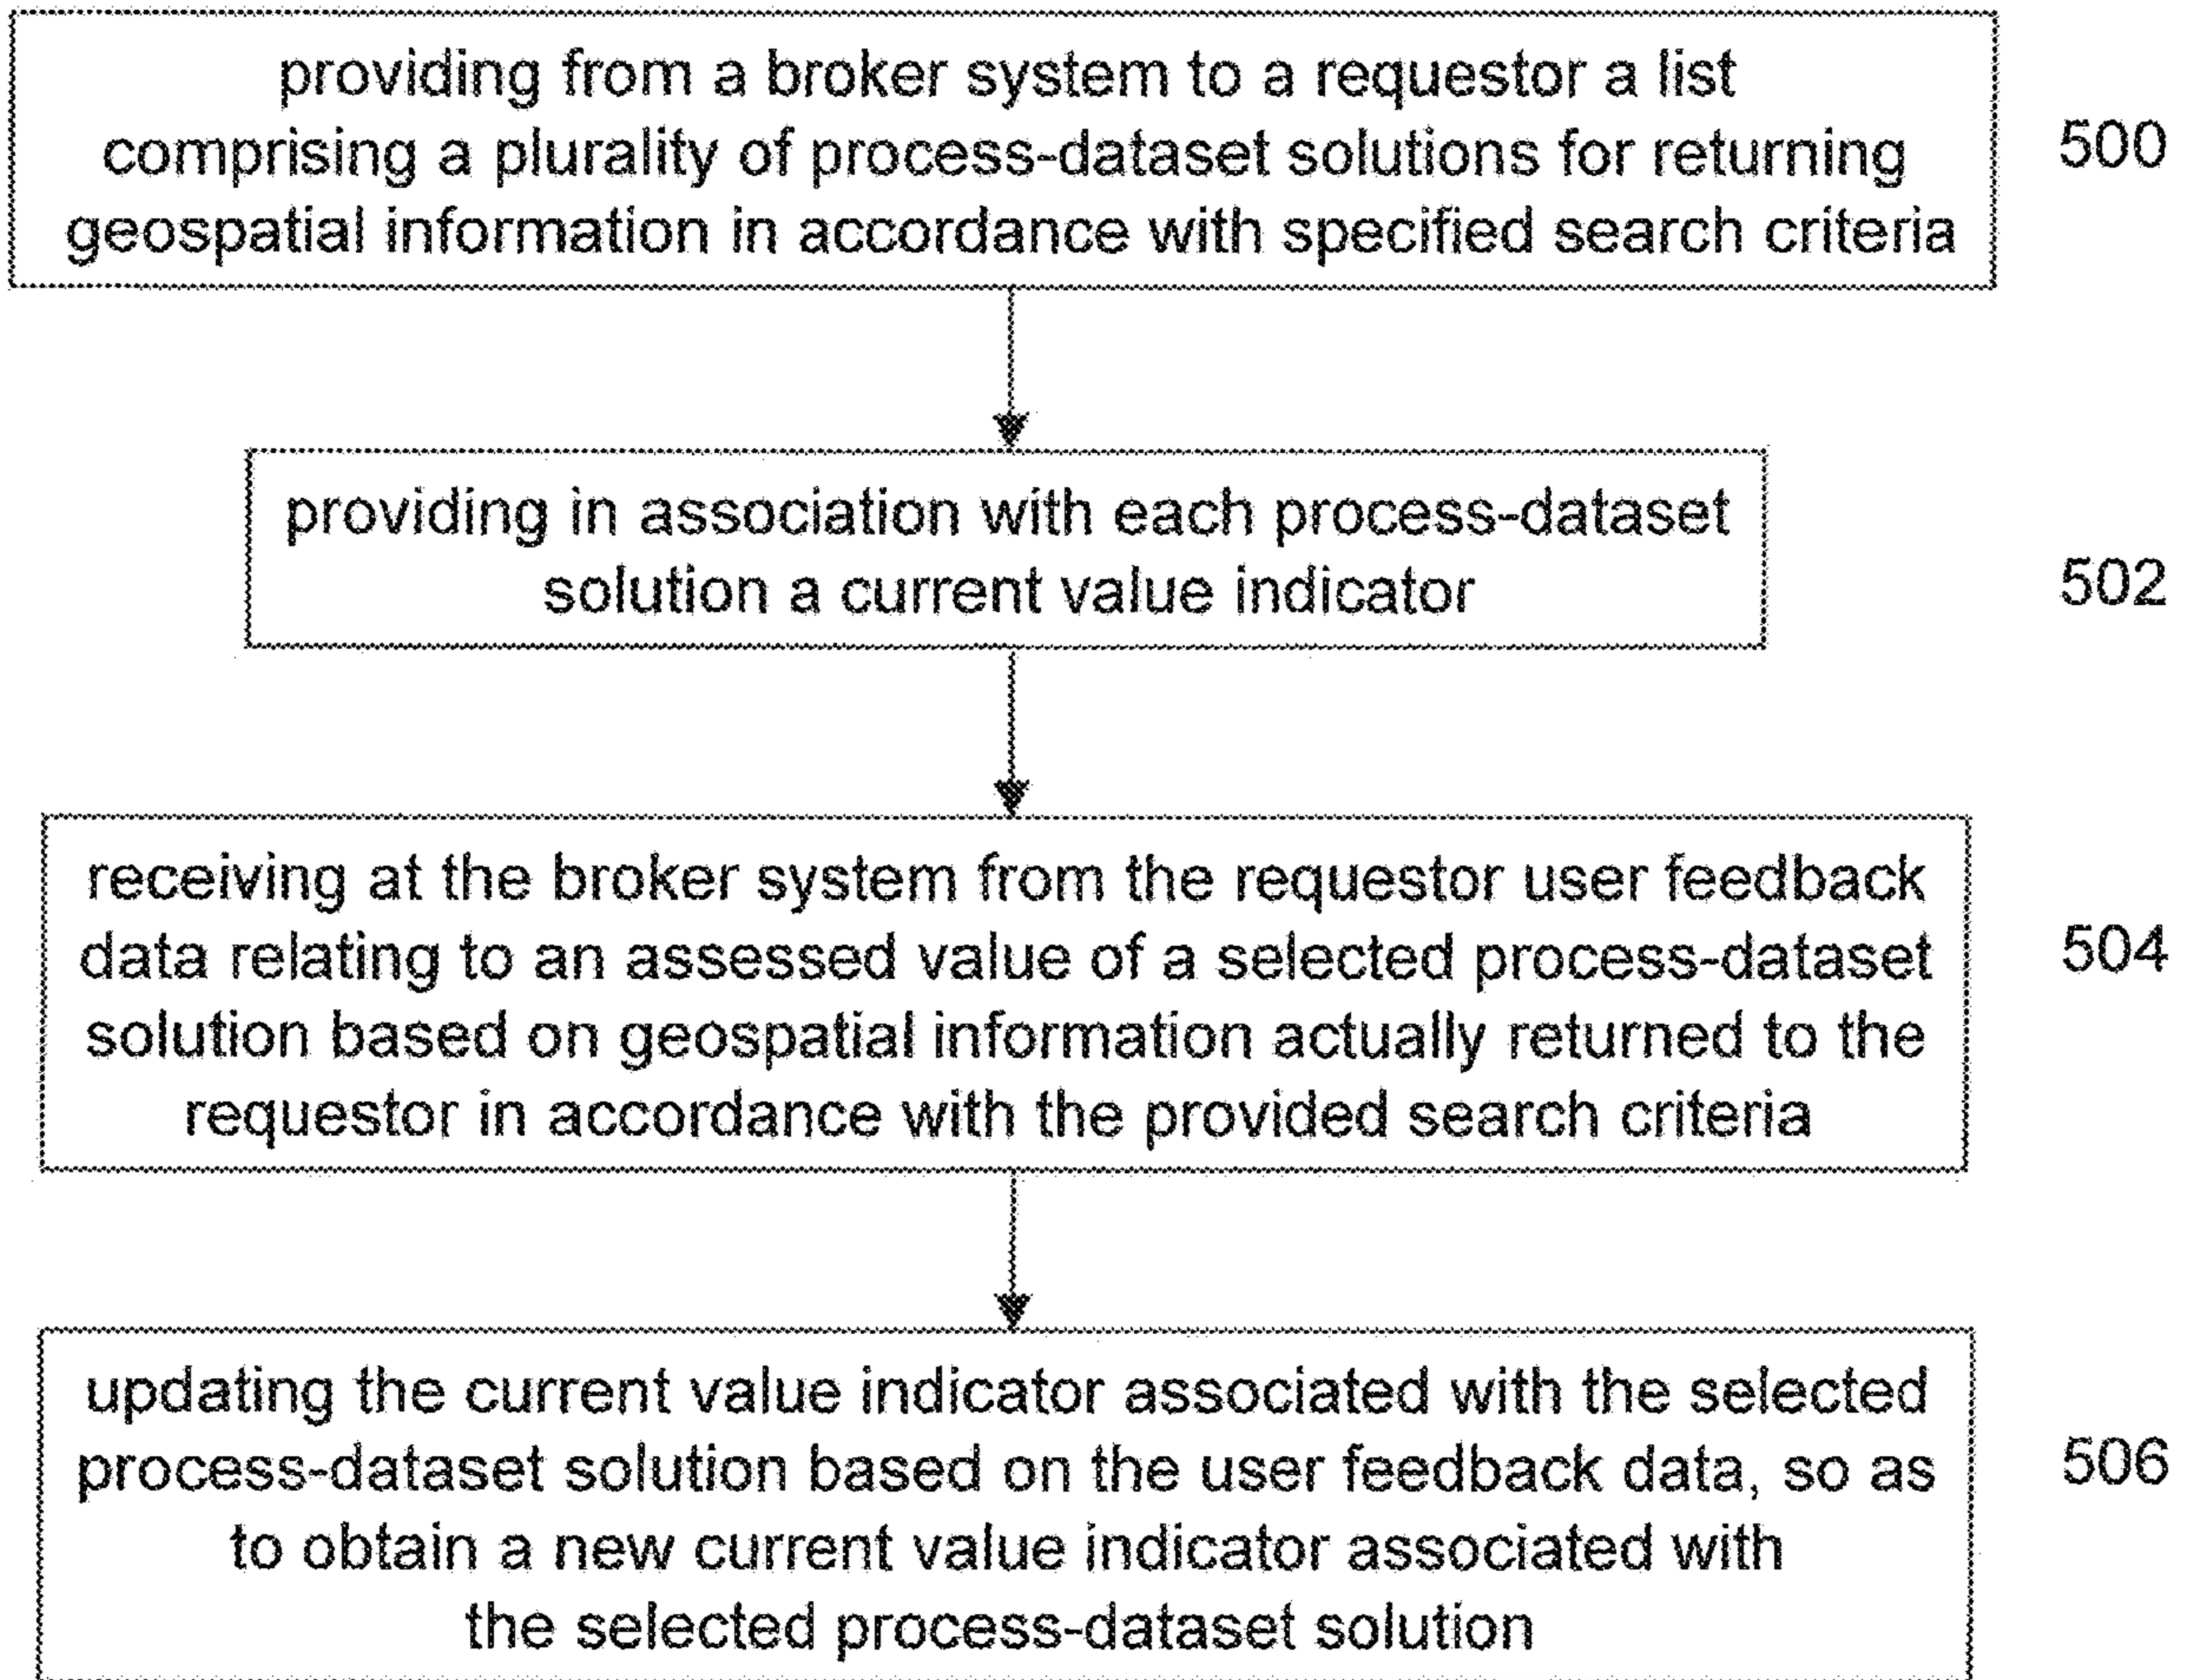 providing from a broker system to a requestor a list
comprising a plurality of process-dataset solutions for returning
geospatial information in accordance with specified search criteria
500
providing in association with each process-dataset
solution a current value indicator
502
receiving at the broker system from the requestor user feedback
data relating to an assessed value of a selected process-dataset
solution based on geospatial information actually returned to the
requestor in accordance with the provided search criteria
504
updating the current value indicator associated with the selected
process-dataset solution based on the user feedback data, so as
to obtain a new current value indicator associated with
the selected process-dataset solution
506